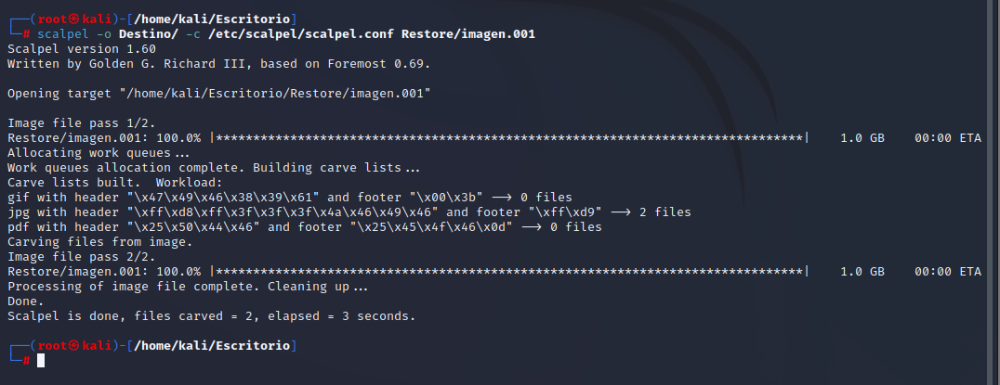 ┌──(root㉿kali)-[/home/kali/Escritorio]
└─# scalpel -o Destino/ -c /etc/scalpel/scalpel.conf Restore/imagen.001
Scalpel version 1.60
Written by Golden G. Richard III, based on Foremost 0.69.
Opening target "/home/kali/Escritorio/Restore/imagen.001"
Image file pass 1/2.
Restore/imagen.001: 100.0% |*******************************************************************************| 1.0 GB 00:00 ETA
Allocating work queues...
Work queues allocation complete. Building carve lists...
Carve lists built. Workload:
gif with header "\x47\x49\x46\x38\x39\x61" and footer "\x00\x3b" --> 0 files
jpg with header "\xff\xd8\xff\x3f\x3f\x3f\x4a\x46\x49\x46" and footer "\xff\xd9" --> 2 files
pdf with header "\x25\x50\x44\x46" and footer "\x25\x45\x4f\x46\x0d" --> 0 files
Carving files from image.
Image file pass 2/2.
Restore/imagen.001: 100.0% |*******************************************************************************| 1.0 GB 00:00 ETA
Processing of image file complete. Cleaning up...
Done.
Scalpel is done, files carved = 2, elapsed = 3 seconds.
┌──(root㉿kali)-[/home/kali/Escritorio]
└─#